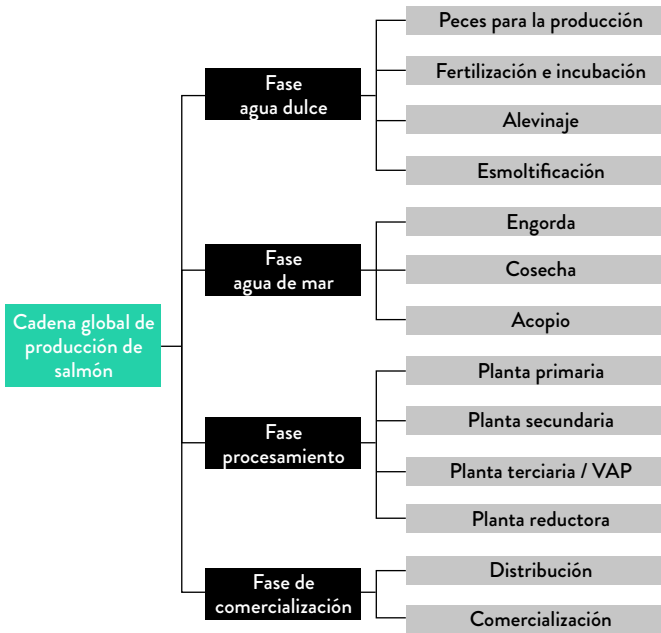 Cadena global de
producción de
salmón
Fase
agua dulce
Peces para la producción
Fertilización e incubación
Alevinaje
Esmoltificación
Fase
agua de mar
Engorda
Cosecha
Acopio
Fase
procesamiento
Planta primaria
Planta secundaria
Planta terciaria / VAP
Planta reductora
Fase de
comercialización
Distribución
Comercialización